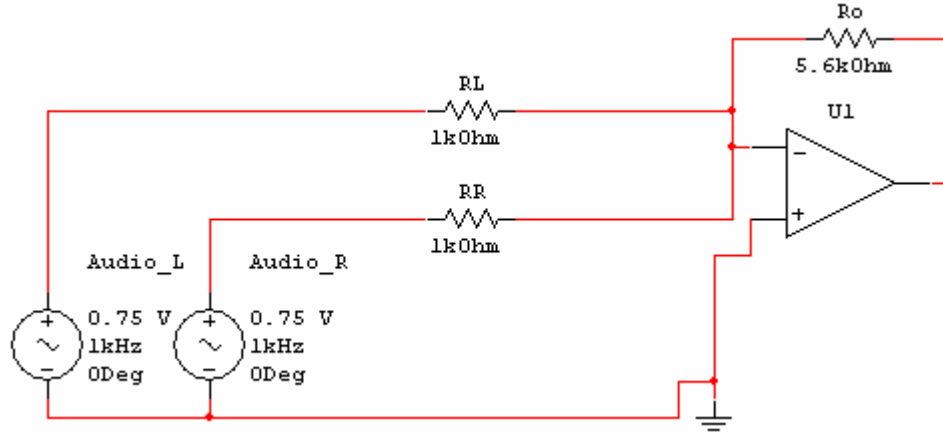 Ro
5.6kOhm
RL
1kOhm
U1
RR
1kOhm
Audio_L
Audio_R
0.75 V
1kHz
0Deg
0.75 V
1kHz
0Deg